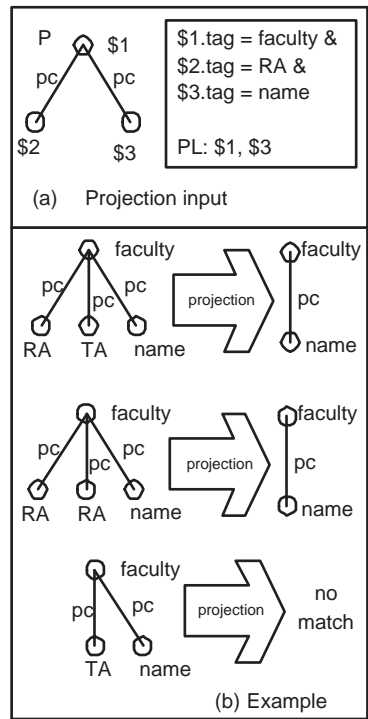 P $1 $1.tag = faculty &
pc pc $2.tag = RA &
$3.tag = name
$2 $3 PL: $1, $3
(a) Projection input
faculty faculty
pc pc pc projection pc
RA TA name name
faculty faculty
pc pc pc projection pc
RA RA name name
faculty
pc pc projection no
match
TA name
(b) Example